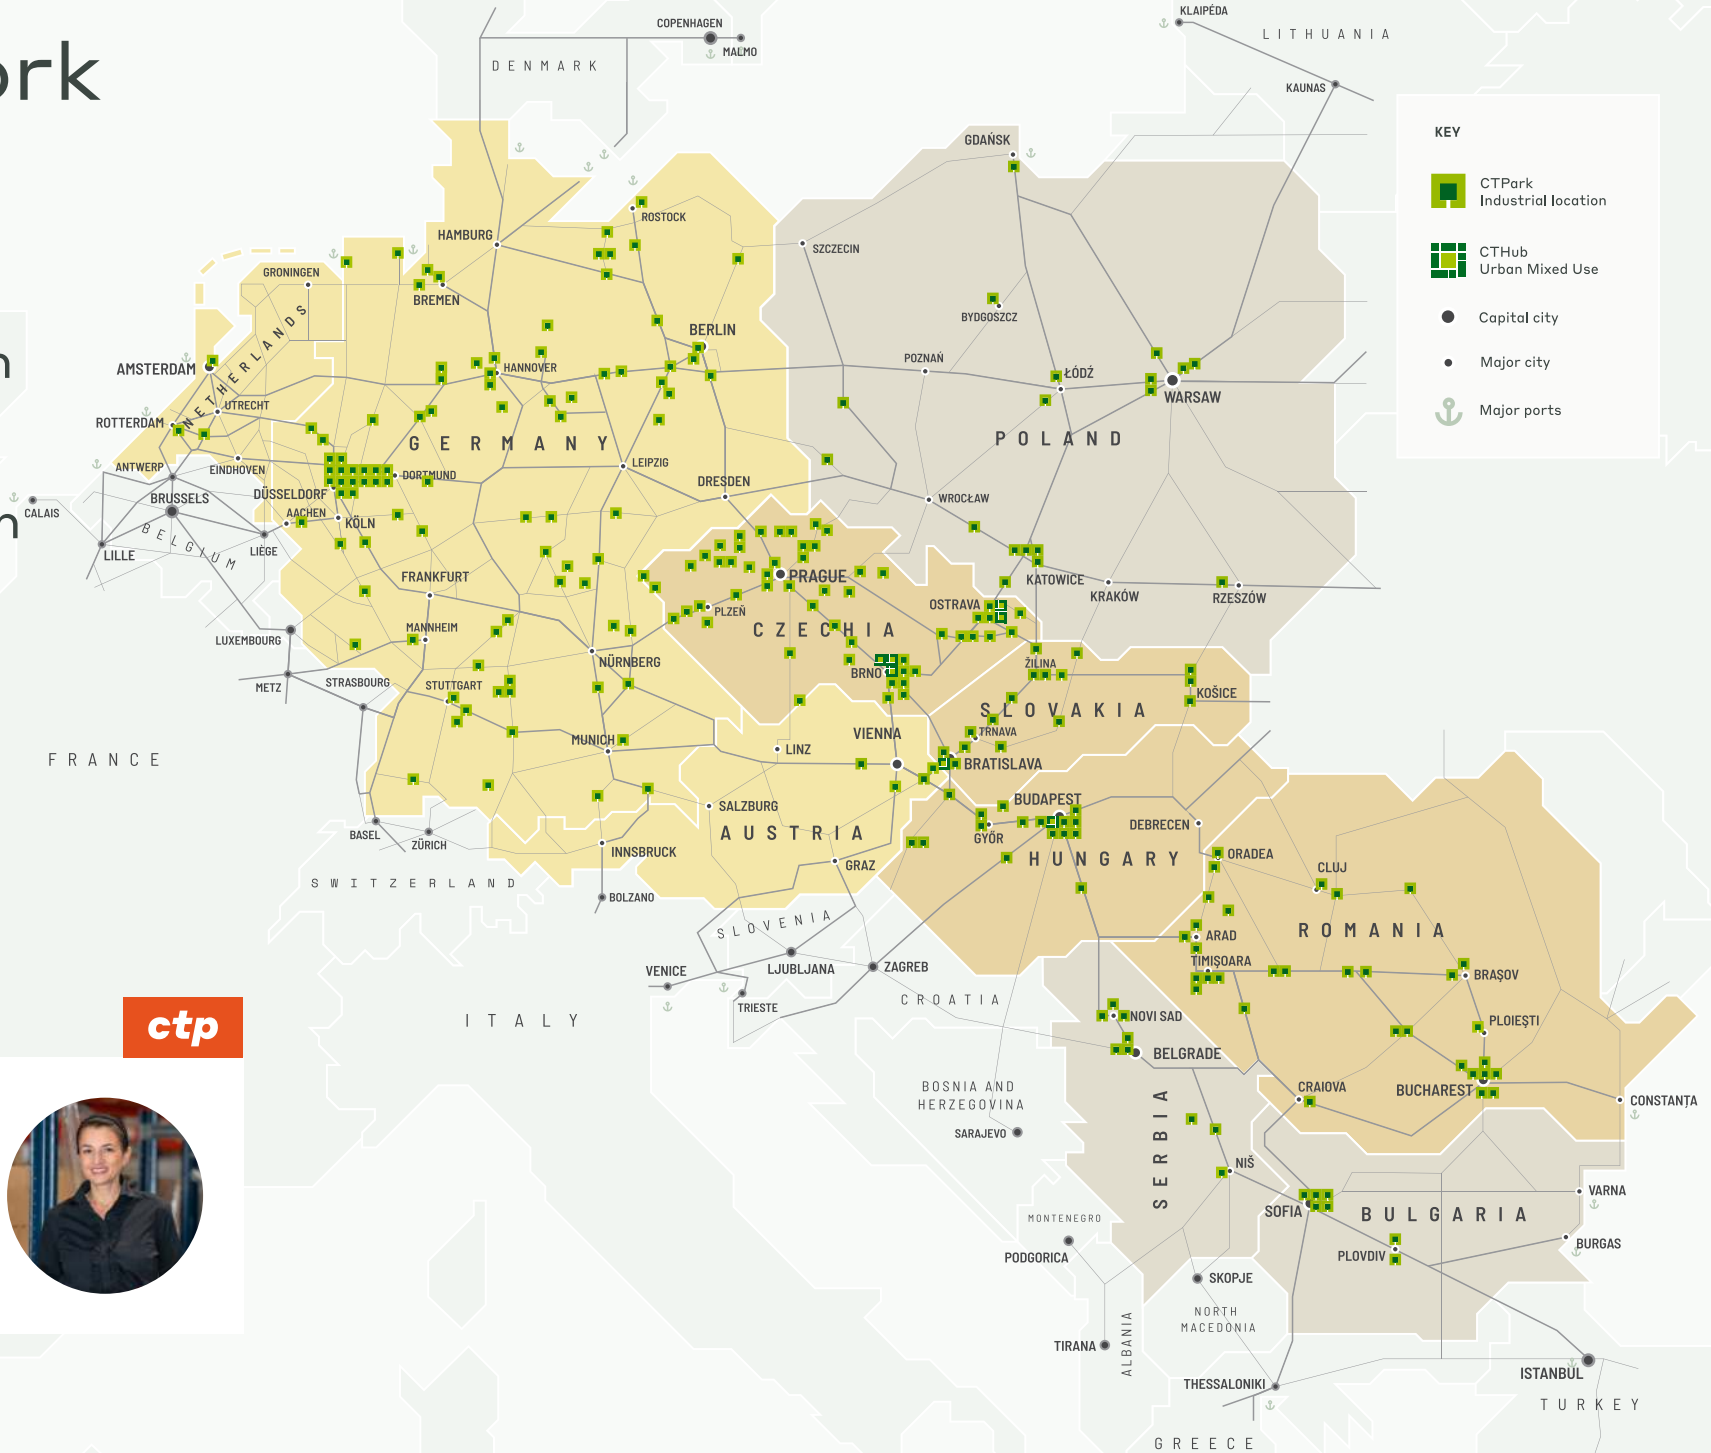 ork
n
n
KEY
CTPark
Industrial location
CTHub
Urban Mixed Use
Capital city
Major city
Major ports
KLAIPÉDA
LITHUANIA
KAUNAS
COPENHAGEN
MALMO
DENMARK
GDAŃSK
ROSTOCK
HAMBURG
SZCZECIN
GRONINGEN
BREMEN
BYDGOSZCZ
BERLIN
AMSTERDAM
NETHERLANDS
HANNOVER
POZNAŃ
ŁÓDŹ
WARSAW
UTRECHT
ROTTERDAM
GERMANY
POLAND
ANTWERP
EINDHOVEN
DORTMUND
LEIPZIG
DRESDEN
BRUSSELS
DÜSSELDORF
WROCŁAW
CALAIS
AACHEN
KÖLN
BELGIUM
LILLE
LIÈGE
FRANKFURT
PRAGUE
KATOWICE
KRAKÓW
RZESZÓW
PLZEŇ
OSTRAVA
CZECHIA
LUXEMBOURG
MANNHEIM
NÜRNBERG
BRNO
ŽILINA
METZ
STRASBOURG
STUTTGART
KOŠICE
SLOVAKIA
MUNICH
LINZ
VIENNA
TRNAVA
BRATISLAVA
FRANCE
SALZBURG
BUDAPEST
DEBRECEN
AUSTRIA
GYŐR
BASEL
ZÜRICH
INNSBRUCK
GRAZ
HUNGARY
ORADEA
CLUJ
SWITZERLAND
BOLZANO
SLOVENIA
ROMANIA
ARAD
TIMIȘOARA
BRAȘOV
VENICE
LJUBLJANA
ZAGREB
TRIESTE
CROATIA
NOVI SAD
PLOIEȘTI
ITALY
ctp
BELGRADE
BOSNIA AND
HERZEGOVINA
CRAIOVA
BUCHAREST
CONSTANȚA
SARAJEVO
SERBIA
NIŠ
VARNA
SOFIA
BULGARIA
MONTENEGRO
PODGORICA
PLOVDIV
BURGAS
SKOPJE
NORTH
MACEDONIA
TIRANA
ALBANIA
ISTANBUL
THESSALONIKI
TURKEY
GREECE